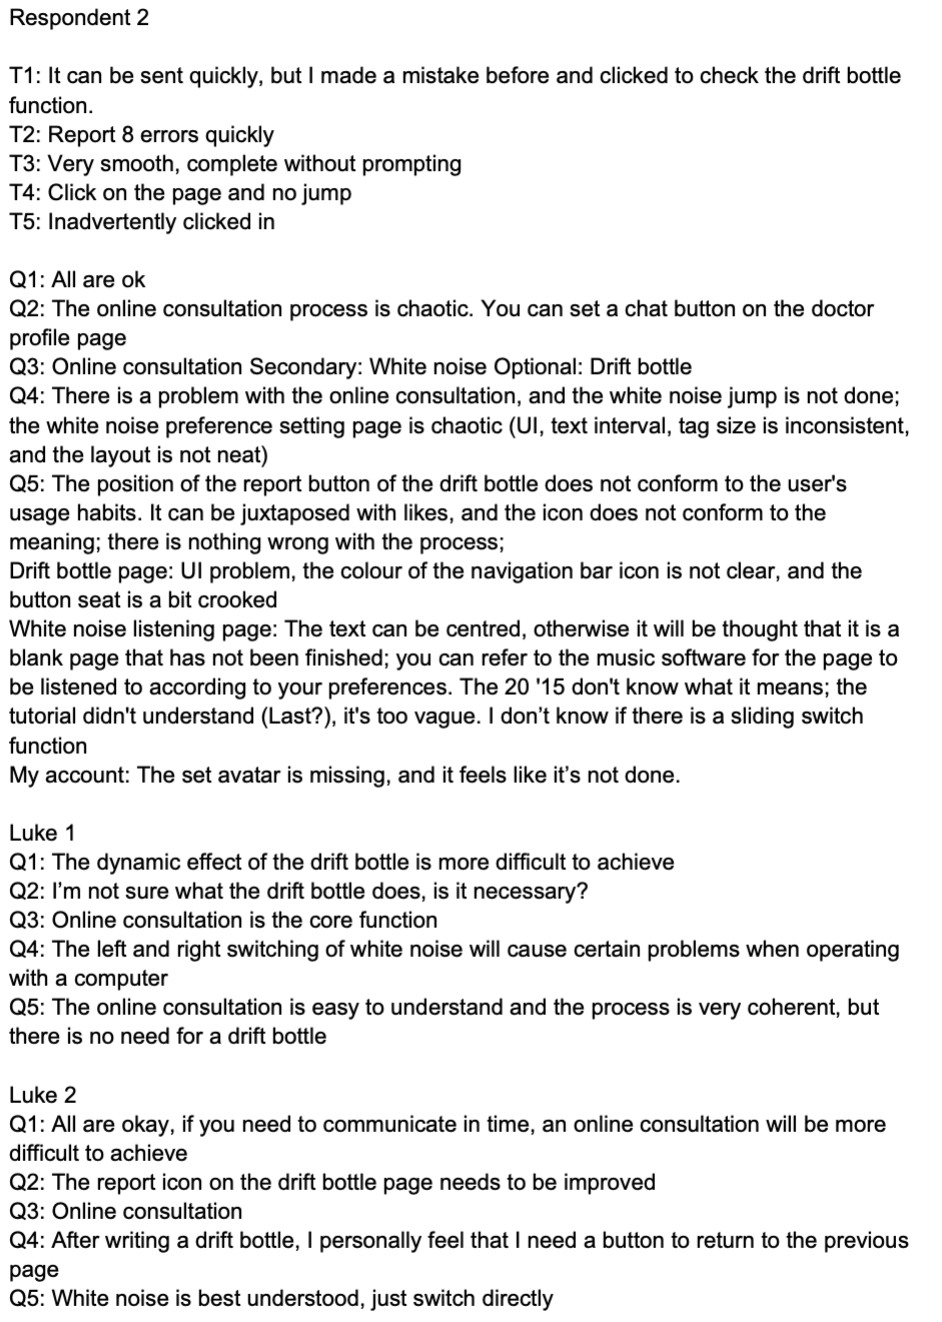 Respondent 2
T1: It can be sent quickly, but I made a mistake before and clicked to check the drift bottle
function.
T2: Report 8 errors quickly
T3: Very smooth, complete without prompting
T4: Click on the page and no jump
T5: Inadvertently clicked in
Q1: All are ok
Q2: The online consultation process is chaotic. You can set a chat button on the doctor
profile page
Q3: Online consultation Secondary: White noise Optional: Drift bottle
Q4: There is a problem with the online consultation, and the white noise jump is not done;
the white noise preference setting page is chaotic (UI, text interval, tag size is inconsistent,
and the layout is not neat)
Q5: The position of the report button of the drift bottle does not conform to the user's
usage habits. It can be juxtaposed with likes, and the icon does not conform to the
meaning; there is nothing wrong with the process;
Drift bottle page: UI problem, the colour of the navigation bar icon is not clear, and the
button seat is a bit crooked
White noise listening page: The text can be centred, otherwise it will be thought that it is a
blank page that has not been finished; you can refer to the music software for the page to
be listened to according to your preferences. The 20 '15 don't know what it means; the
tutorial didn't understand (Last?), it's too vague. I don’t know if there is a sliding switch
function
My account: The set avatar is missing, and it feels like it’s not done.
Luke 1
Q1: The dynamic effect of the drift bottle is more difficult to achieve
Q2: I’m not sure what the drift bottle does, is it necessary?
Q3: Online consultation is the core function
Q4: The left and right switching of white noise will cause certain problems when operating
with a computer
Q5: The online consultation is easy to understand and the process is very coherent, but
there is no need for a drift bottle
Luke 2
Q1: All are okay, if you need to communicate in time, an online consultation will be more
difficult to achieve
Q2: The report icon on the drift bottle page needs to be improved
Q3: Online consultation
Q4: After writing a drift bottle, I personally feel that I need a button to return to the previous
page
Q5: White noise is best understood, just switch directly